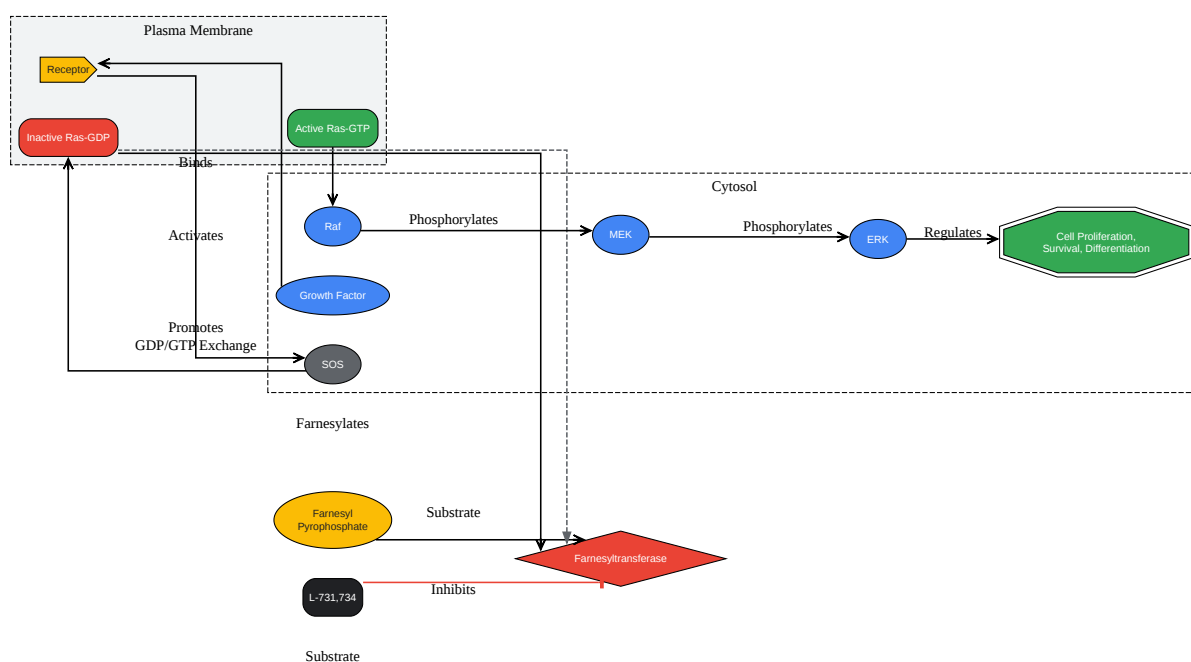 Plasma Membrane
Receptor
Inactive Ras-GDP
Active Ras-GTP
Binds
Cytosol
Raf
Phosphorylates
MEK
Phosphorylates
ERK
Regulates
Cell Proliferation,
Survival, Differentiation
Activates
Growth Factor
Promotes
GDP/GTP Exchange
SOS
Farnesylates
Farnesyl
Pyrophosphate
Substrate
Farnesyltransferase
L-731,734
Inhibits
Substrate